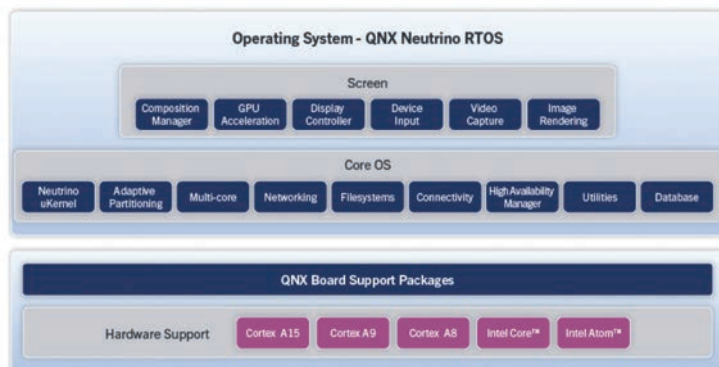 Operating System - QNX Neutrino RTOS
Screen
Composition
Manager
GPU
Acceleration
Display
Controller
Device
Input
Video
Capture
Image
Rendering
Core OS
Neutrino
uKernel
Adaptive
Partitioning
Multi-core
Networking
Filesystems
Connectivity
High Availability
Manager
Utilities
Database
QNX Board Support Packages
Hardware Support
Cortex A15
Cortex A9
Cortex A8
Intel Core™
Intel Atom™